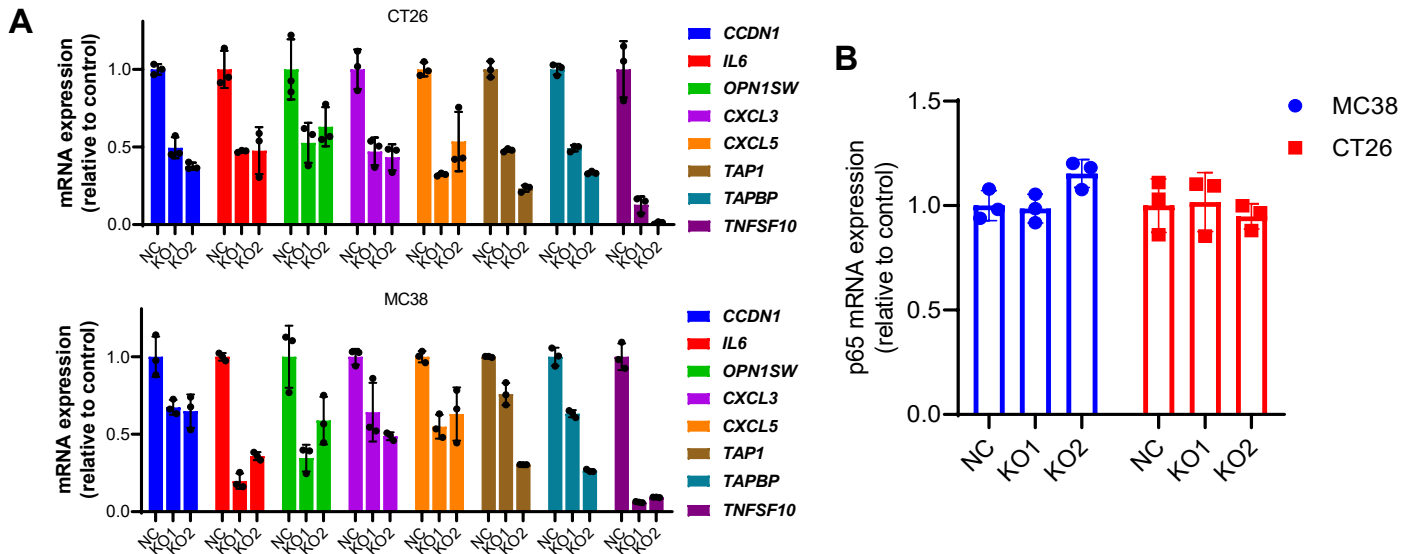 A
CT26
mRNA expression
(relative to control)
1.0
0.5
0.0
NC KO1 KO2 NC KO1 KO2 NC KO1 KO2 NC KO1 KO2 NC KO1 KO2 NC KO1 KO2 NC KO1 KO2 NC KO1 KO2
CCDN1
IL6
OPN1SW
CXCL3
CXCL5
TAP1
TAPBP
TNFSF10
MC38
mRNA expression
(relative to control)
1.0
0.5
0.0
NC KO1 KO2 NC KO1 KO2 NC KO1 KO2 NC KO1 KO2 NC KO1 KO2 NC KO1 KO2 NC KO1 KO2 NC KO1 KO2
CCDN1
IL6
OPN1SW
CXCL3
CXCL5
TAP1
TAPBP
TNFSF10
B
p65 mRNA expression
(relative to control)
1.5
1.0
0.5
0.0
NC KO1 KO2 NC KO1 KO2
MC38
CT26